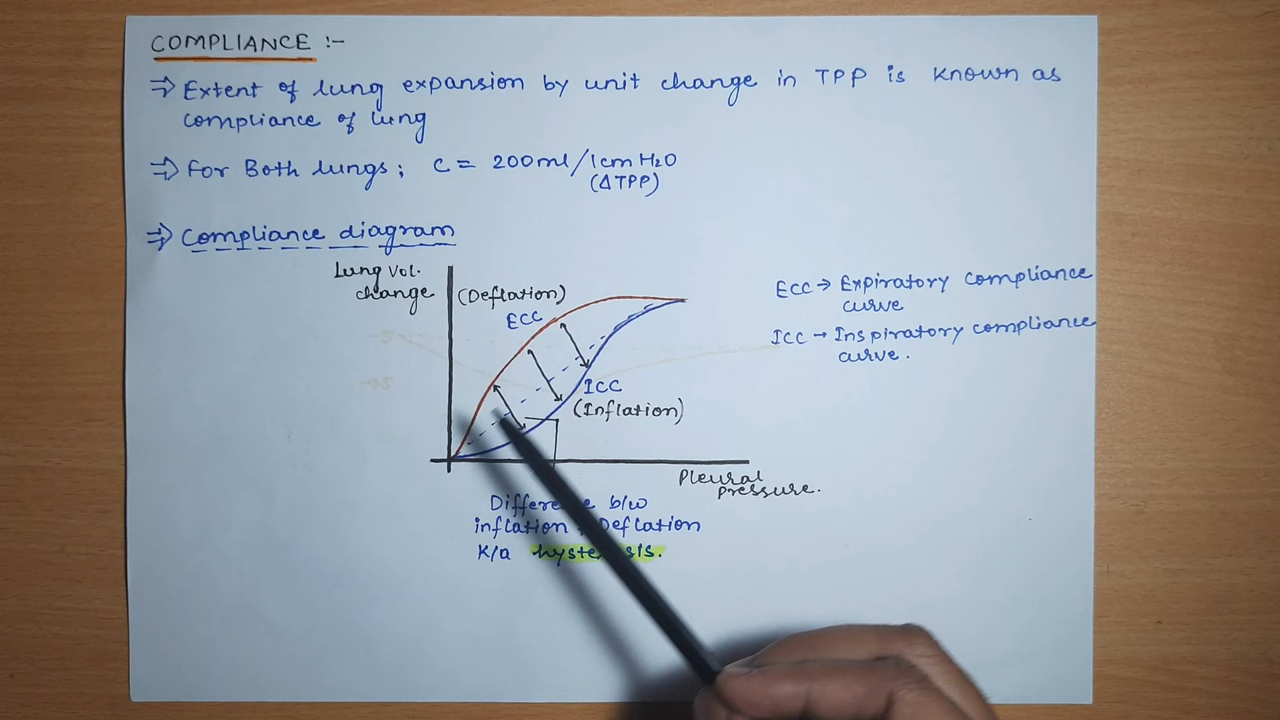 COMPLIANCE :-
⇒ Extent of lung expansion by unit change in TPP is known as
compliance of lung
⇒ For Both lungs; C = 200ml/1cm H2O
(ΔTPP)
⇒ Compliance diagram
Lung Vol.
change
(Deflation)
ECC
ICC
(Inflation)
Pleural
pressure.
ECC → Expiratory compliance
curve
ICC → Inspiratory compliance
curve.
b/w
inflation Deflation
K/a